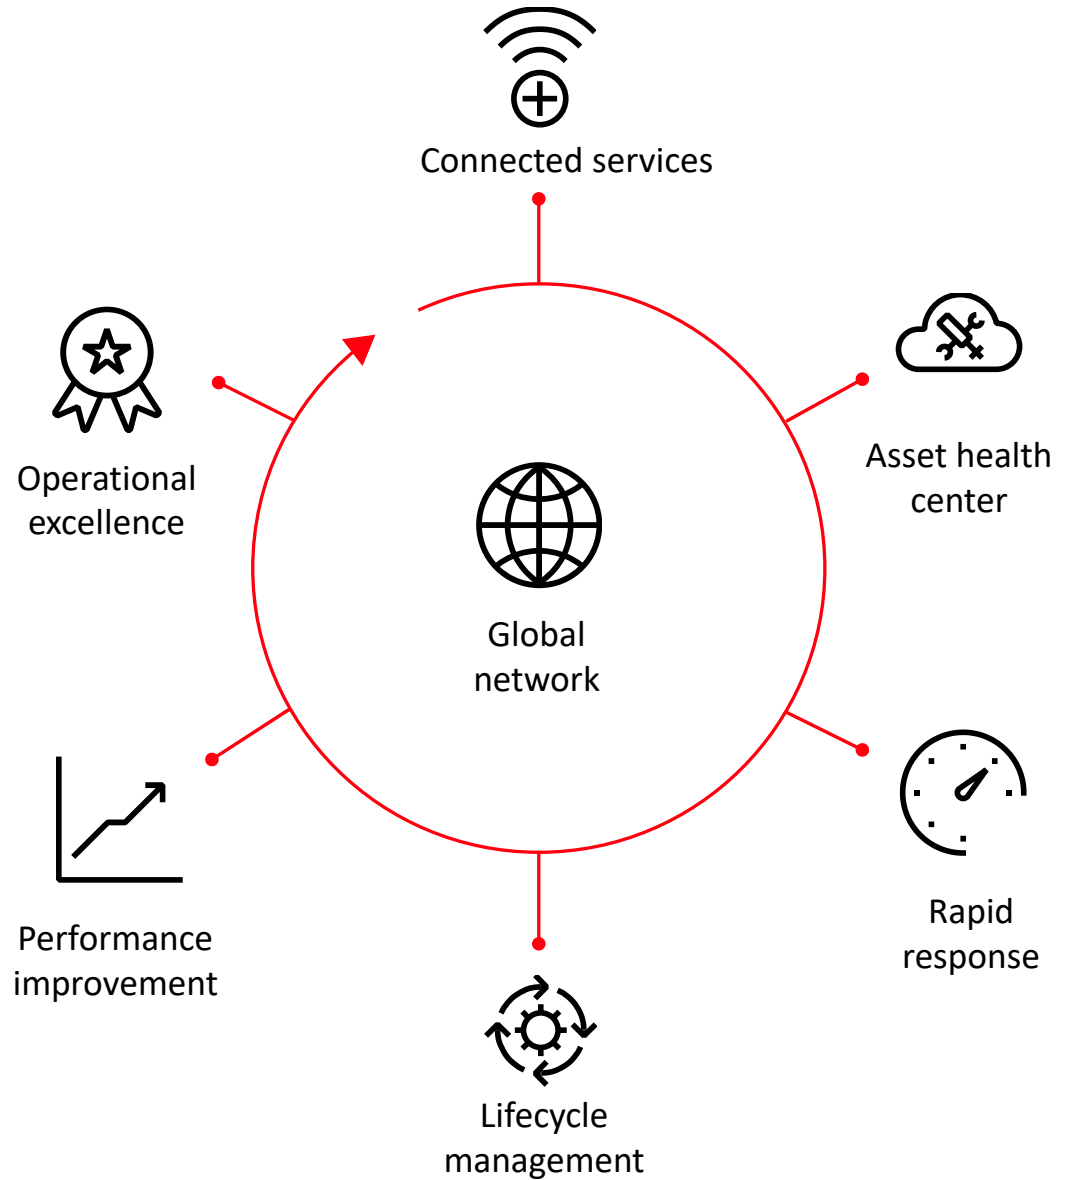 Connected services
Asset health
center
Operational
excellence
Global
network
Rapid
response
Performance
improvement
Lifecycle
management